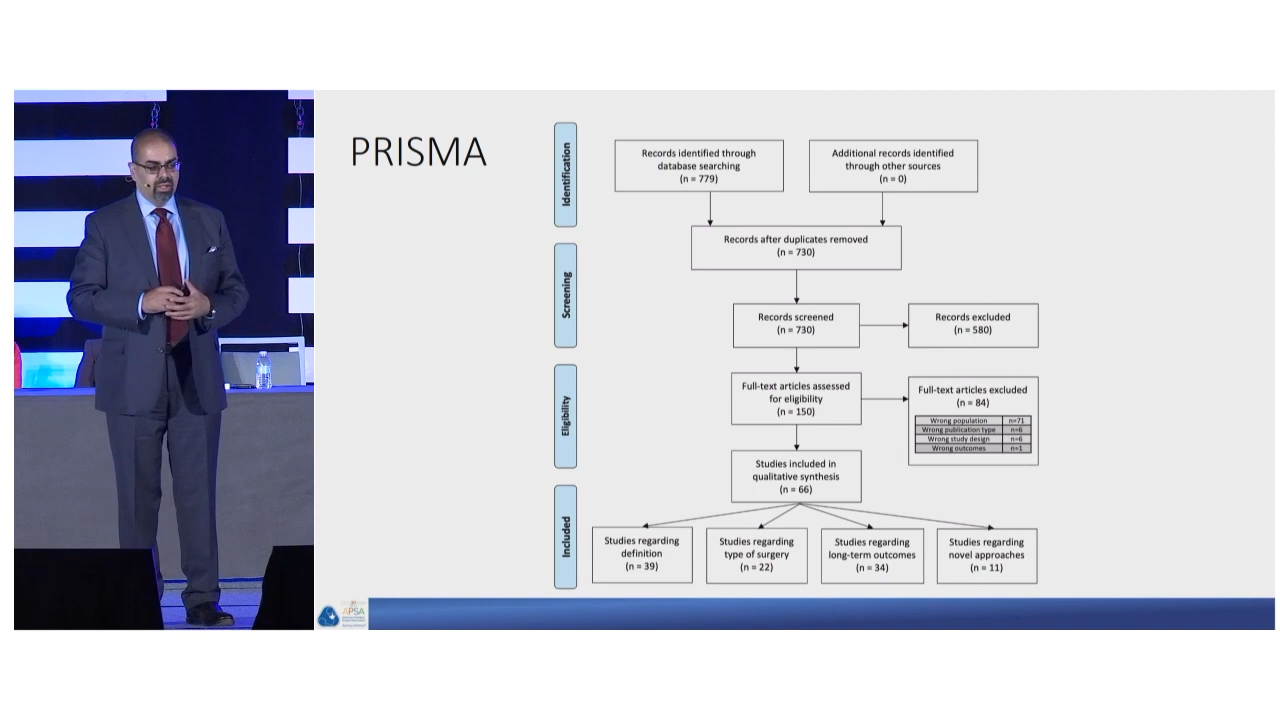 PRISMA
Identification
Records identified through
database searching
(n = 779)
Additional records identified
through other sources
(n = 0)
Records after duplicates removed
(n = 730)
Screening
Records screened
(n = 730)
Records excluded
(n = 580)
Eligibility
Full-text articles assessed
for eligibility
(n = 150)
Full-text articles excluded
(n = 84)
Wrong population n=71
Wrong publication type n=6
Wrong study design n=6
Wrong outcomes n=1
Studies included in
qualitative synthesis
(n = 66)
Included
Studies regarding
definition
(n = 39)
Studies regarding
type of surgery
(n = 22)
Studies regarding
long-term outcomes
(n = 34)
Studies regarding
novel approaches
(n = 11)
APSA